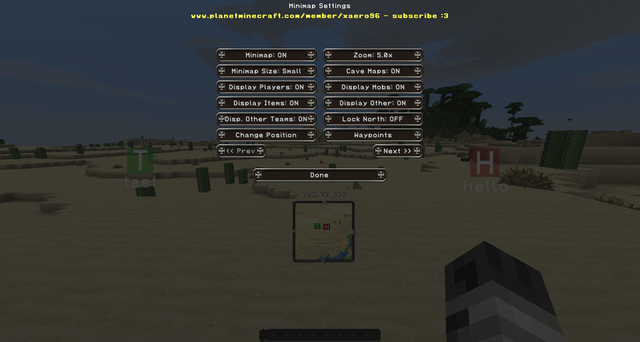 Minimap Settings
www.planetminecraft.com/member/xaero96 - subscribe :3
Minimap: ON
Zoom: 5.0x
Minimap Size: Small
Cave Maps: ON
Display Players: ON
Display Mobs: ON
Display Items: ON
Display Other: ON
Disp. Other Teams: ON
Lock North: OFF
Change Position
Waypoints
<< Prev
Next >>
Done
T
H
test
hello